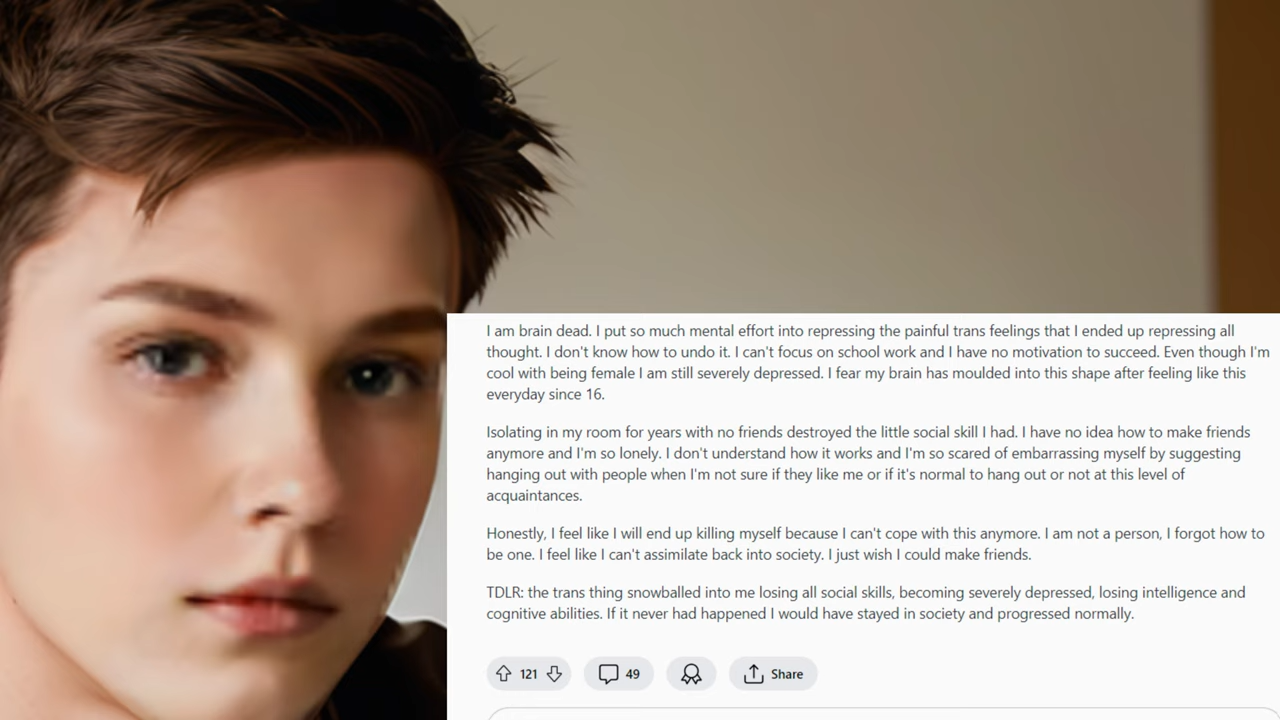 I am brain dead. I put so much mental effort into repressing the painful trans feelings that I ended up repressing all
thought. I don't know how to undo it. I can't focus on school work and I have no motivation to succeed. Even though I'm
cool with being female I am still severely depressed. I fear my brain has moulded into this shape after feeling like this
everyday since 16.
Isolating in my room for years with no friends destroyed the little social skill I had. I have no idea how to make friends
anymore and I'm so lonely. I don't understand how it works and I'm so scared of embarrassing myself by suggesting
hanging out with people when I'm not sure if they like me or if it's normal to hang out or not at this level of
acquaintances.
Honestly, I feel like I will end up killing myself because I can't cope with this anymore. I am not a person, I forgot how to
be one. I feel like I can't assimilate back into society. I just wish I could make friends.
TDLR: the trans thing snowballed into me losing all social skills, becoming severely depressed, losing intelligence and
cognitive abilities. If it never had happened I would have stayed in society and progressed normally.
121 49 Share